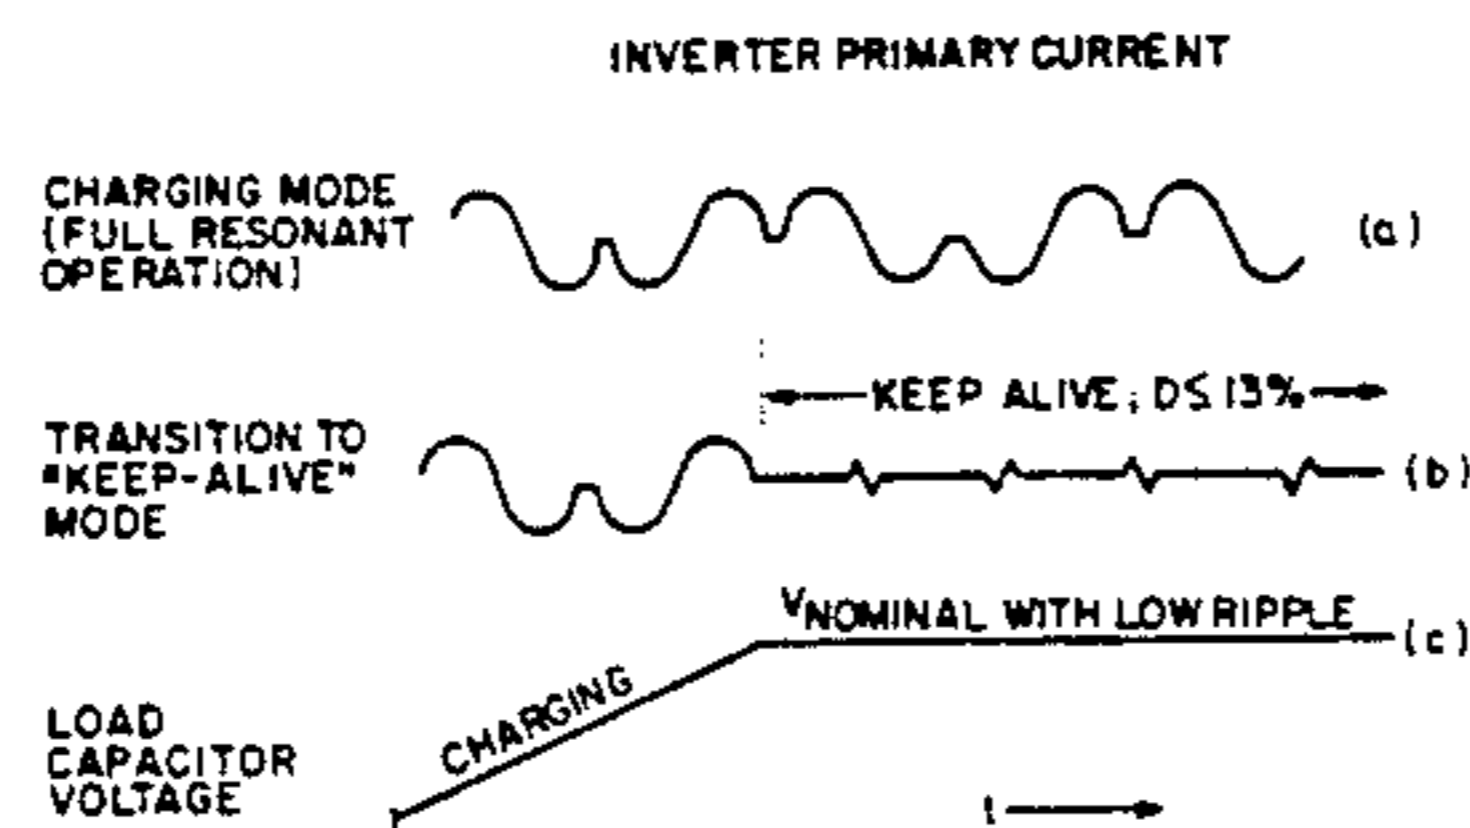 INVERTER PRIMARY CURRENT
CHARGING MODE
(FULL RESONANT
OPERATION)
(a)
KEEP ALIVE; D≤ 13%
TRANSITION TO
"KEEP-ALIVE"
MODE
(b)
VNOMINAL WITH LOW RIPPLE
(c)
CHARGING
LOAD
CAPACITOR
VOLTAGE
t